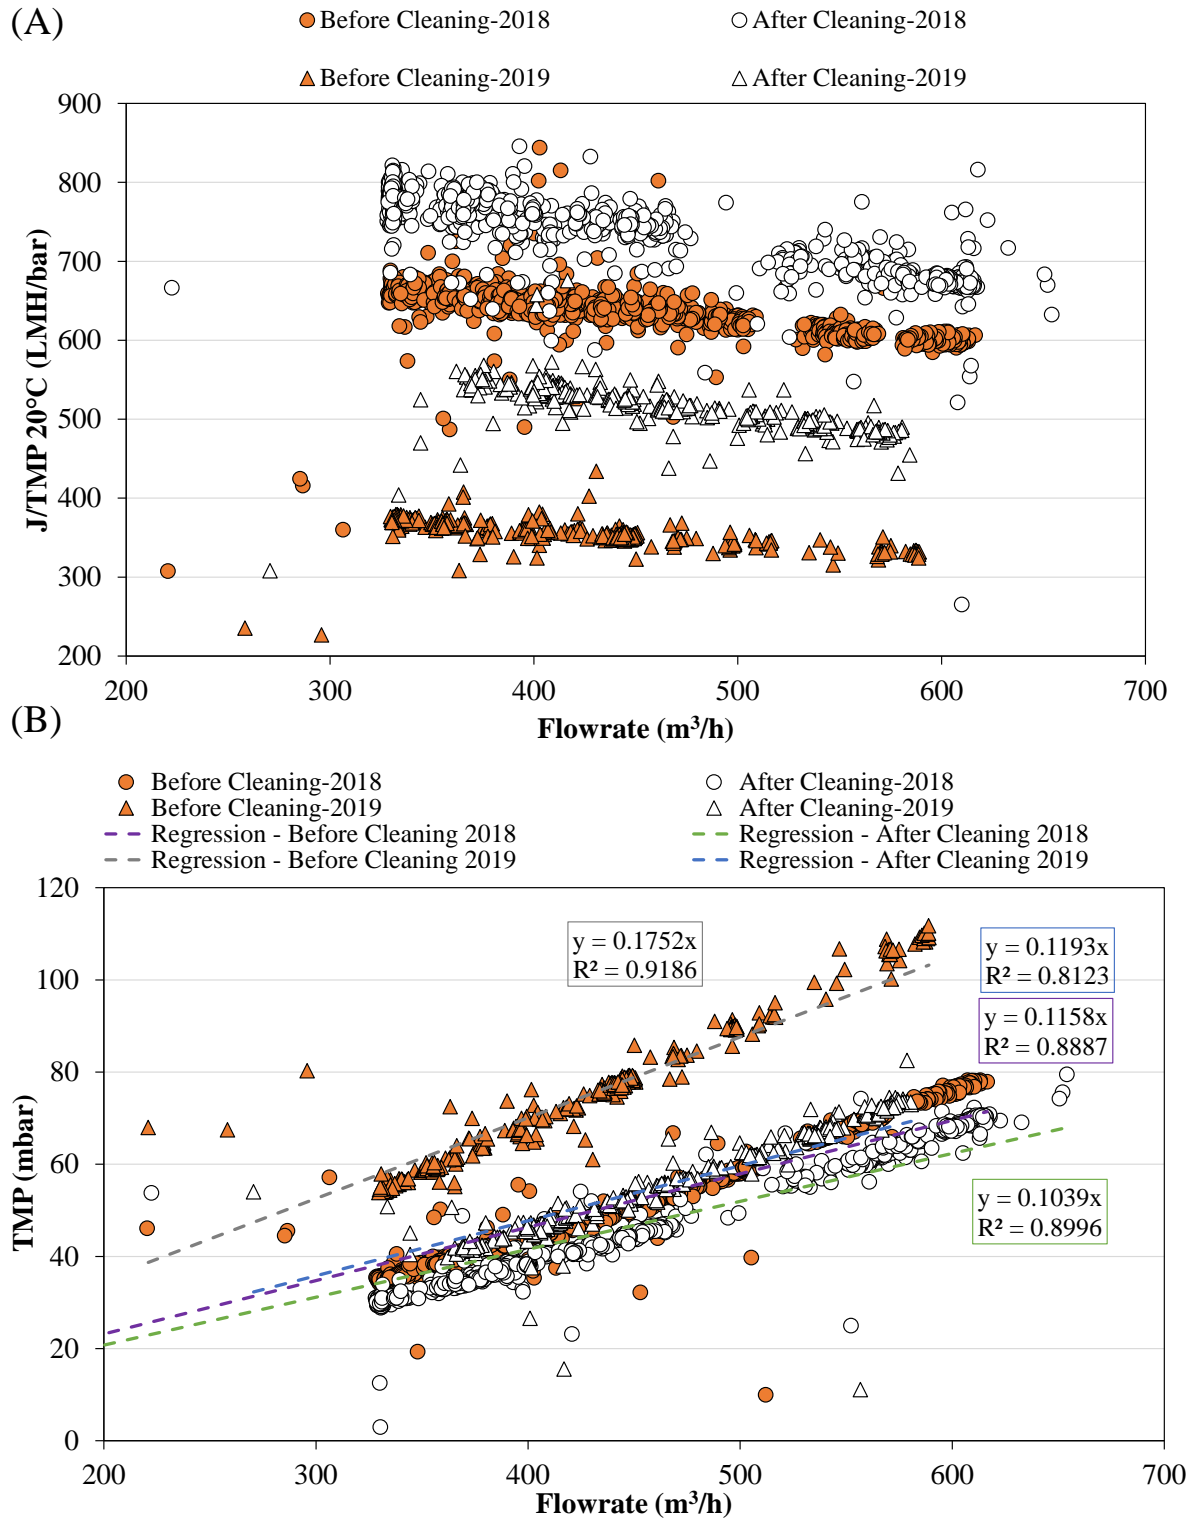 (A)
Before Cleaning-2018
After Cleaning-2018
Before Cleaning-2019
After Cleaning-2019
900
800
700
600
500
400
300
200
J/TMP 20°C (LMH/bar)
200 300 400 500 600 700
Flowrate (m³/h)
(B)
Before Cleaning-2018
After Cleaning-2018
Before Cleaning-2019
After Cleaning-2019
Regression - Before Cleaning 2018
Regression - After Cleaning 2018
Regression - Before Cleaning 2019
Regression - After Cleaning 2019
120
100
80
60
40
20
0
TMP (mbar)
y = 0.1752x
R² = 0.9186
y = 0.1193x
R² = 0.8123
y = 0.1158x
R² = 0.8887
y = 0.1039x
R² = 0.8996
200 300 400 500 600 700
Flowrate (m³/h)